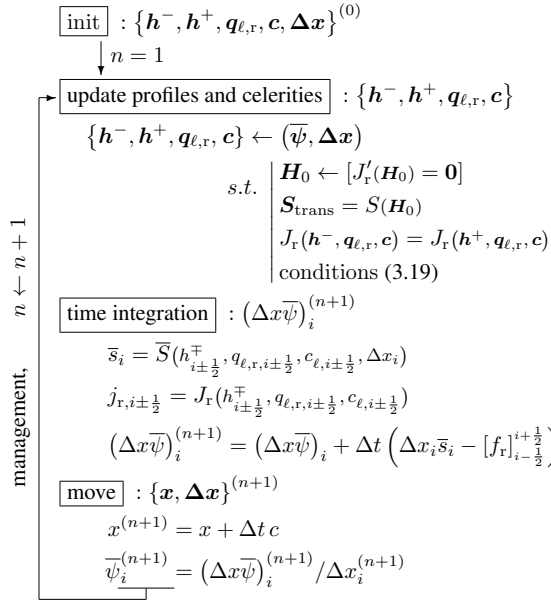 init : {h⁻, h⁺, q_{ℓ,r}, c, Δx}^{(0)}
n = 1
update profiles and celerities : {h⁻, h⁺, q_{ℓ,r}, c}
{h⁻, h⁺, q_{ℓ,r}, c} ← (ψ̅, Δx)
s.t. H₀ ← [J′_r(H₀) = 0]
S_trans = S(H₀)
J_r(h⁻, q_{ℓ,r}, c) = J_r(h⁺, q_{ℓ,r}, c)
conditions (3.19)
time integration : (Δxψ̅)_i^{(n+1)}
s̅_i = S̅(h^∓_{i±½}, q_{ℓ,r,i±½}, c_{ℓ,i±½}, Δx_i)
j_{r,i±½} = J_r(h^∓_{i±½}, q_{ℓ,r,i±½}, c_{ℓ,i±½})
(Δxψ̅)_i^{(n+1)} = (Δxψ̅)_i + Δt (Δx_i s̅_i − [f_r]_{i−½}^{i+½})
move : {x, Δx}^{(n+1)}
x^{(n+1)} = x + Δt c
ψ̅_i^{(n+1)} = (Δxψ̅)_i^{(n+1)} / Δx_i^{(n+1)}
management, n ← n + 1